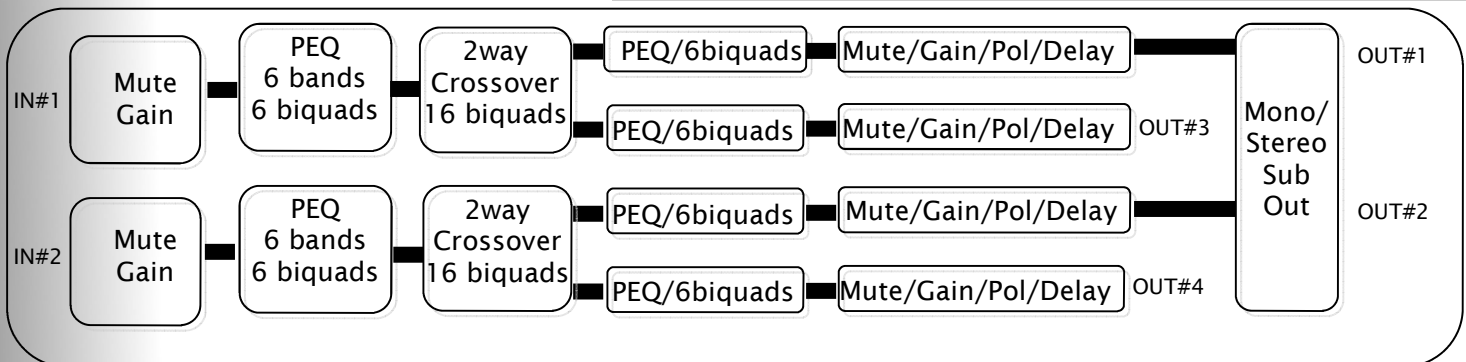 IN#1
Mute
Gain
PEQ
6 bands
6 biquads
2way
Crossover
16 biquads
PEQ/6biquads
Mute/Gain/Pol/Delay
PEQ/6biquads
Mute/Gain/Pol/Delay
OUT#3
IN#2
Mute
Gain
PEQ
6 bands
6 biquads
2way
Crossover
16 biquads
PEQ/6biquads
Mute/Gain/Pol/Delay
PEQ/6biquads
Mute/Gain/Pol/Delay
OUT#4
Mono/
Stereo
Sub
Out
OUT#1
OUT#2